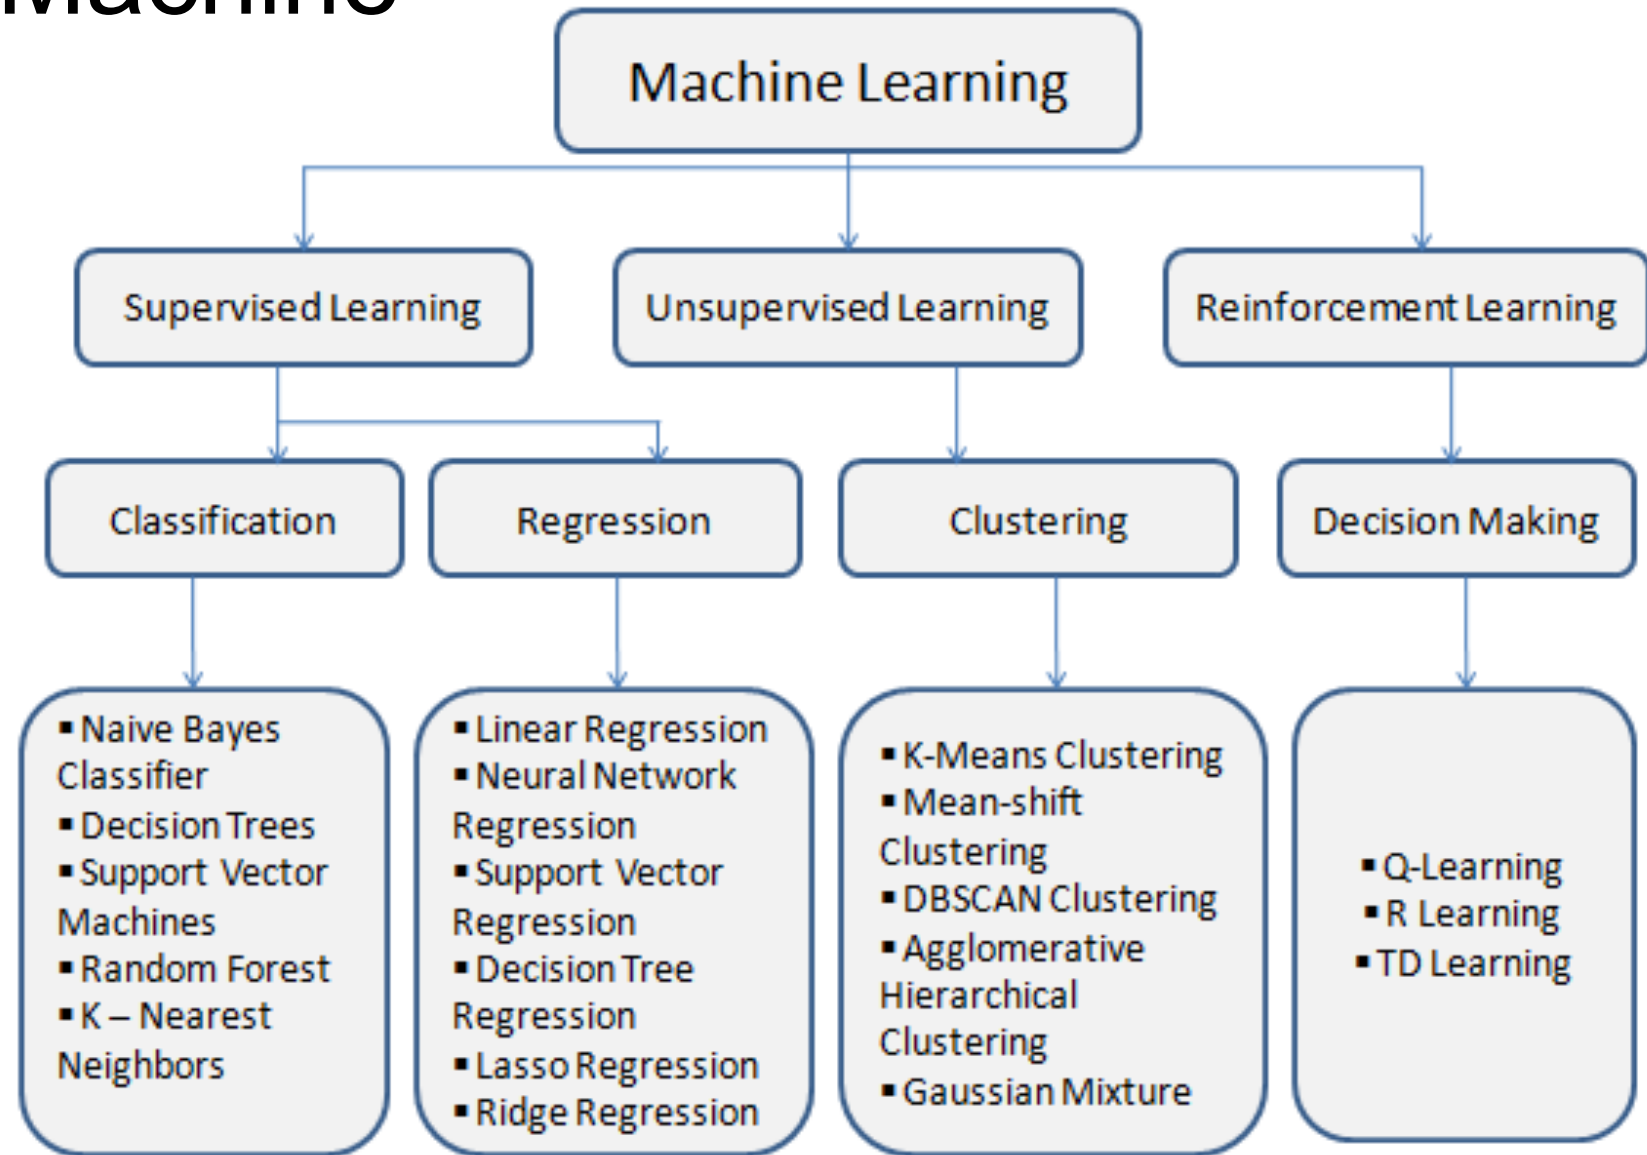 Machine
Machine Learning
Supervised Learning
Unsupervised Learning
Reinforcement Learning
Classification
Regression
Clustering
Decision Making
▪ Naive Bayes
Classifier
▪ Decision Trees
▪ Support Vector
Machines
▪ Random Forest
▪ K – Nearest
Neighbors
▪ Linear Regression
▪ Neural Network
Regression
▪ Support Vector
Regression
▪ Decision Tree
Regression
▪ Lasso Regression
▪ Ridge Regression
▪ K-Means Clustering
▪ Mean-shift
Clustering
▪ DBSCAN Clustering
▪ Agglomerative
Hierarchical
Clustering
▪ Gaussian Mixture
▪ Q-Learning
▪ R Learning
▪ TD Learning